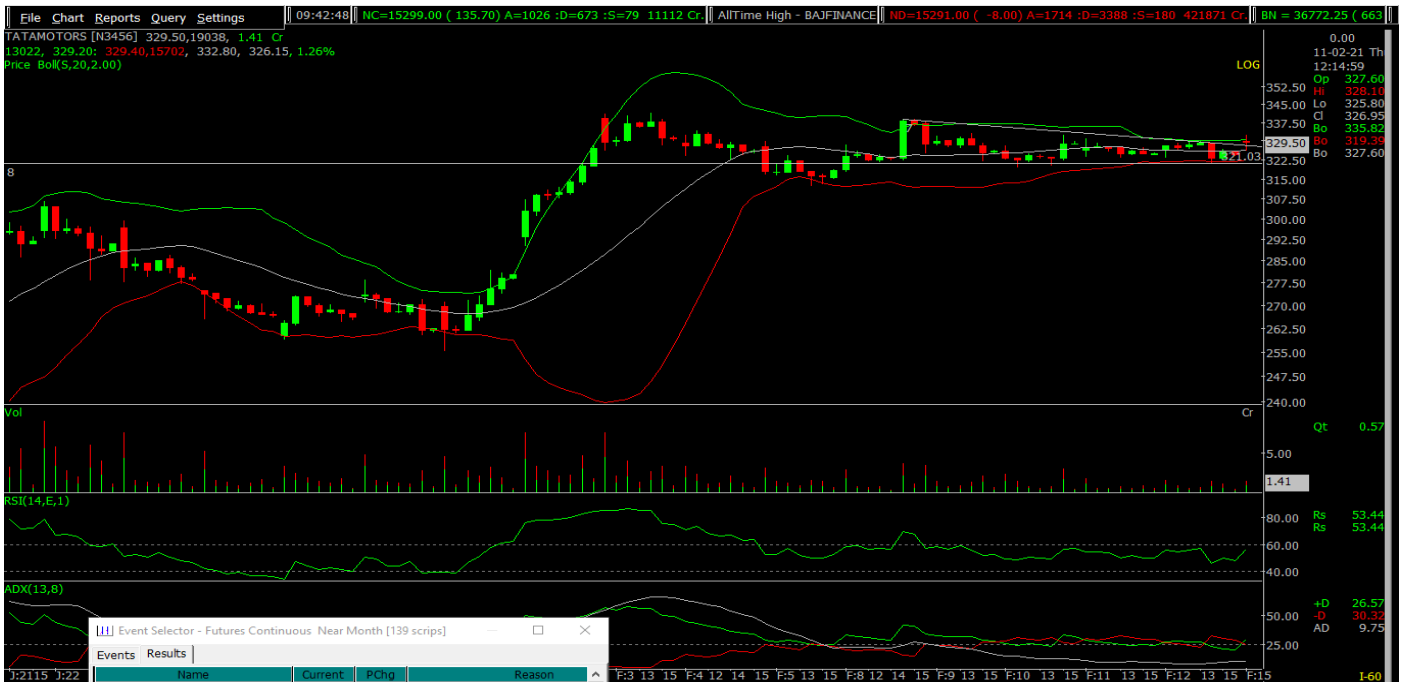 File Chart Reports Query Settings
09:42:48 NC=15299.00 ( 135.70) A=1026 :D=673 :S=79 11112 Cr. AllTime High - BAJFINANCE ND=15291.00 ( -8.00) A=1714 :D=3388 :S=180 421871 Cr. BN = 36772.25 ( 663
TATAMOTORS [N3456] 329.50,19038, 1.41 Cr
13022, 329.20: 329.40,15702, 332.80, 326.15, 1.26%
Price Boll(S,20,2.00)
LOG
0.00
11-02-21 Th
12:14:59
Op 327.60
Hi 328.10
Lo 325.80
Cl 326.95
Bo 335.82
Bo 319.39
Bo 327.60
352.50
345.00
337.50
329.50
322.50
321.03
315.00
307.50
300.00
292.50
285.00
277.50
270.00
262.50
255.00
247.50
240.00
8
Vol
Cr
Qt 0.57
5.00
1.41
RSI(14,E,1)
80.00
60.00
40.00
Rs 53.44
Rs 53.44
ADX(13,8)
50.00
25.00
+D 26.57
-D 30.32
AD 9.75
Event Selector - Futures Continuous Near Month [139 scrips]
Events Results
Name Current PChg Reason
J:2115 J:22 F:3 13 15 F:4 12 14 15 F:5 13 15 F:8 12 14 15 F:9 13 15 F:10 13 15 F:11 13 15 F:12 13 15 F:15
I-60